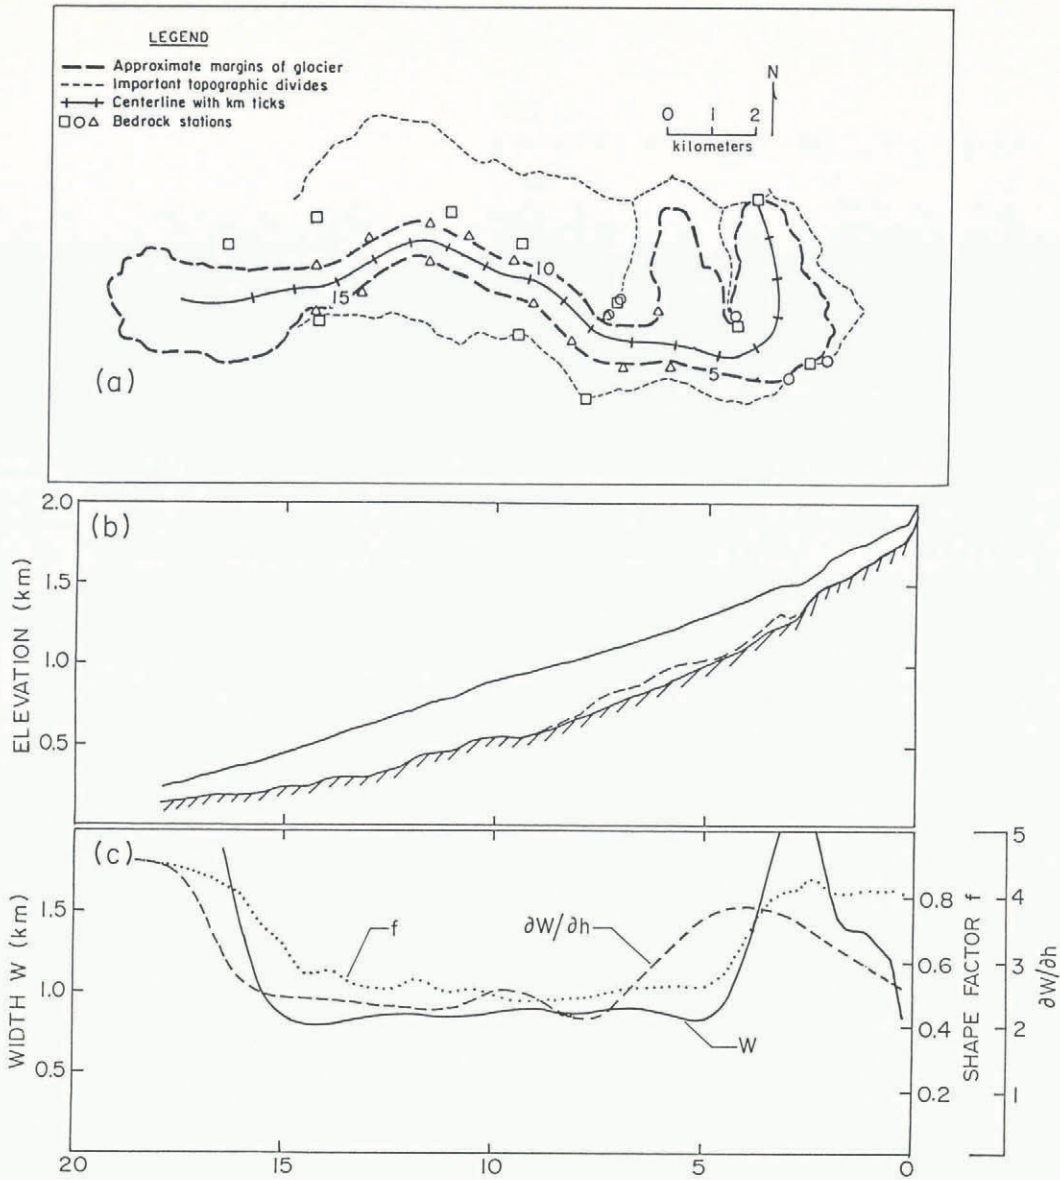 LEGEND
Approximate margins of glacier
Important topographic divides
Centerline with km ticks
Bedrock stations
N
0 1 2
kilometers
10
15
5
(a)
(b)
2.0
1.5
1.0
0.5
ELEVATION (km)
(c)
1.5
1.0
0.5
WIDTH W (km)
f
∂W/∂h
W
0.8
0.6
0.4
0.2
SHAPE FACTOR f
5
4
3
2
1
∂W/∂h
20 15 10 5 0